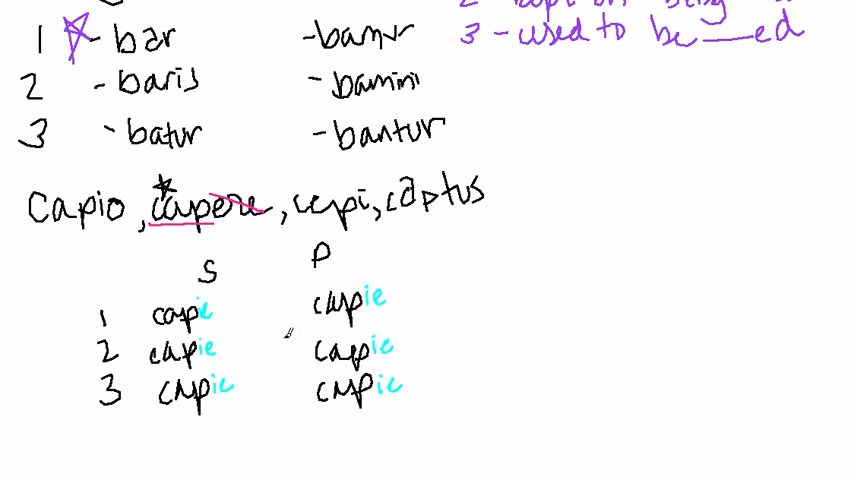 1 ☆ - bar -bamur 3 - used to be ___ed
2 - baris - bamini
3 - batur - bantur
Capio, *capere, cepi, captus
S P
1 capie capie
2 capie capie
3 capie capie